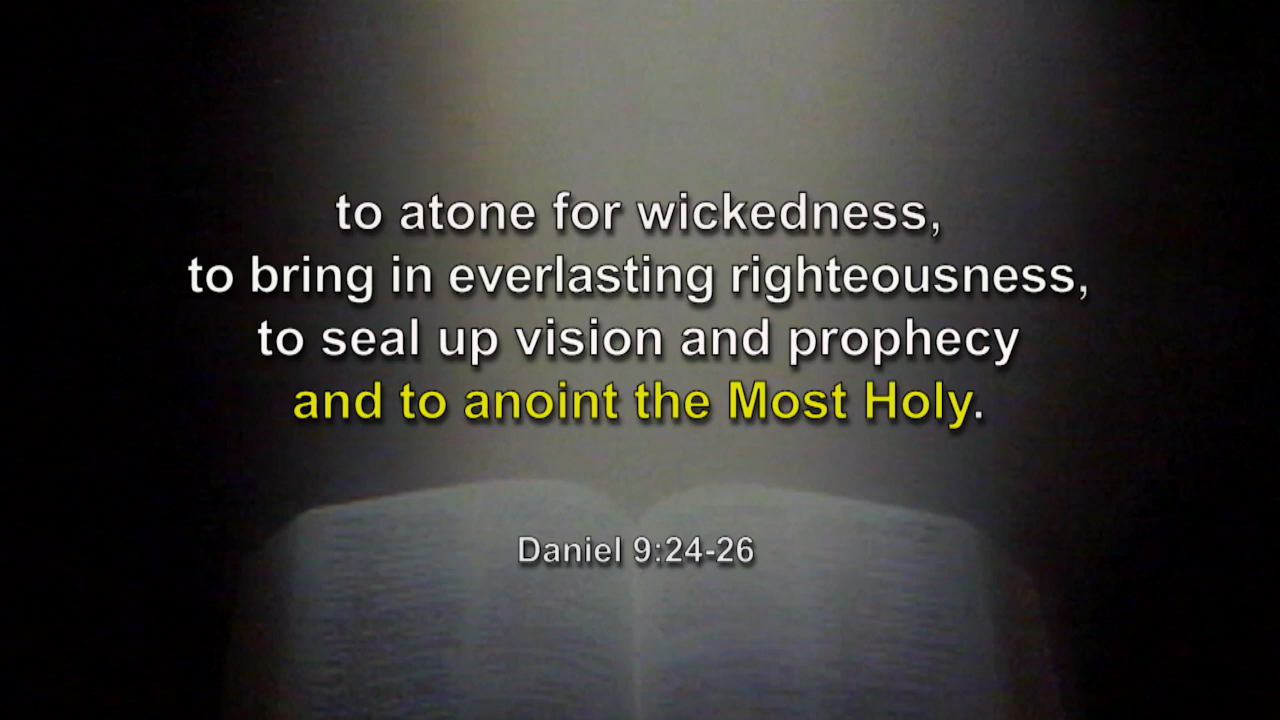 to atone for wickedness,
to bring in everlasting righteousness,
to seal up vision and prophecy
and to anoint the Most Holy.
Daniel 9:24-26